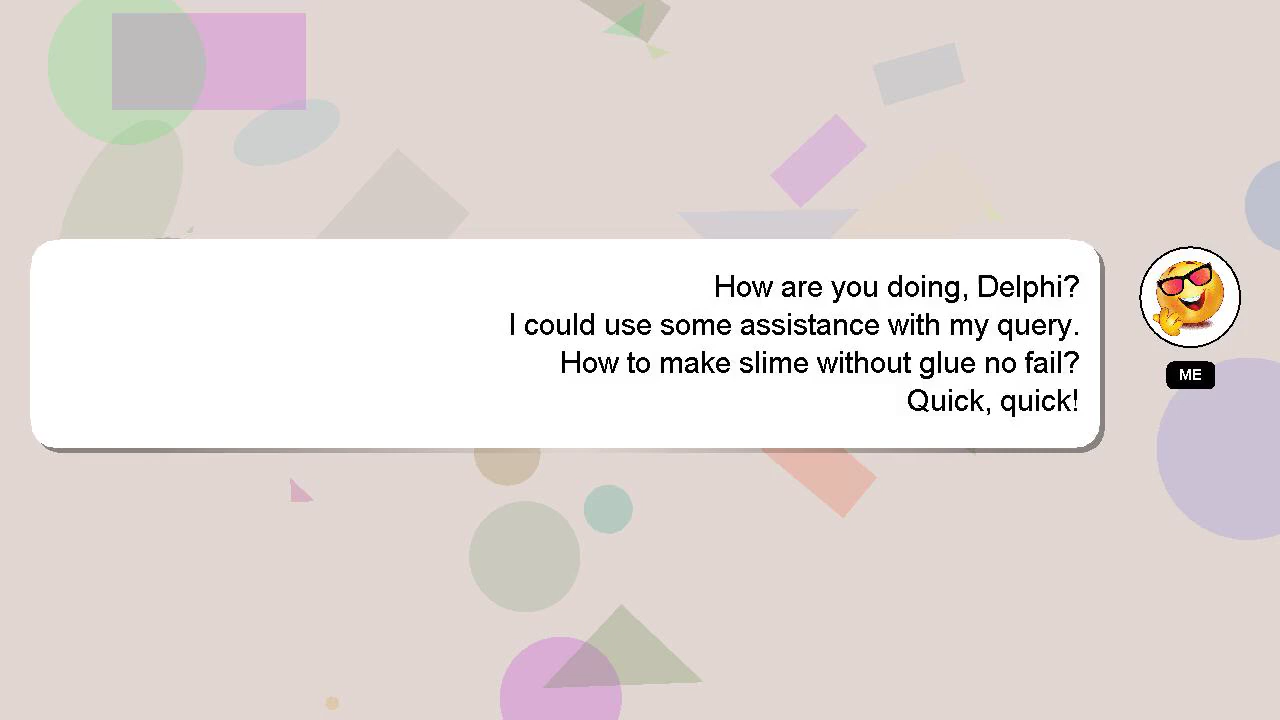 How are you doing, Delphi?
I could use some assistance with my query.
How to make slime without glue no fail?
Quick, quick!
ME